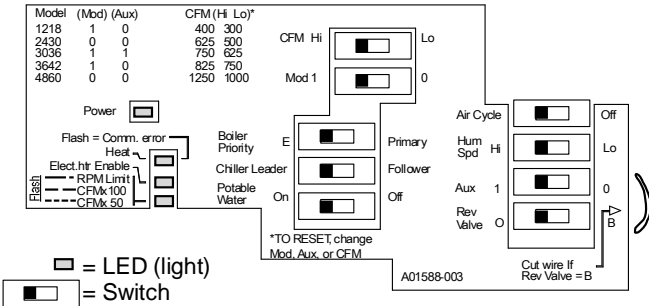 Model (Mod) (Aux) CFM (Hi Lo)*
1218 1 0 400 300
2430 0 0 625 500
3036 1 1 750 625
3642 1 0 825 750
4860 0 0 1250 1000
CFM Hi Lo
Mod 1 0
Power
Flash = Comm. error
Heat
Elect.htr Enable
Flash
RPM Limit
CFMx 100
CFMx 50
Boiler Priority E Primary
Chiller Leader Follower
Potable Water On Off
*TO RESET, change
Mod, Aux, or CFM
Air Cycle Off
Hum Spd Hi Lo
Aux 1 0
Rev Valve O B
Cut wire If
Rev Valve = B
A01588-003
= LED (light)
= Switch